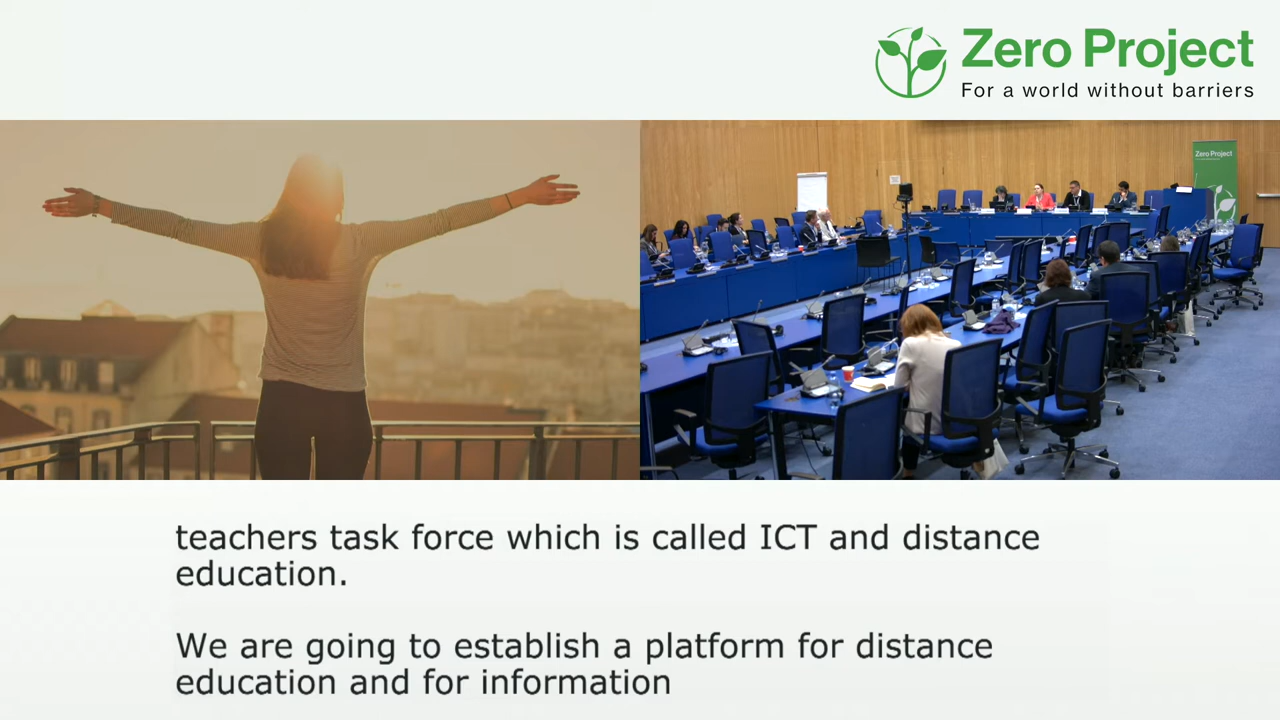 Zero Project
For a world without barriers
Zero Project
teachers task force which is called ICT and distance
education.
We are going to establish a platform for distance
education and for information